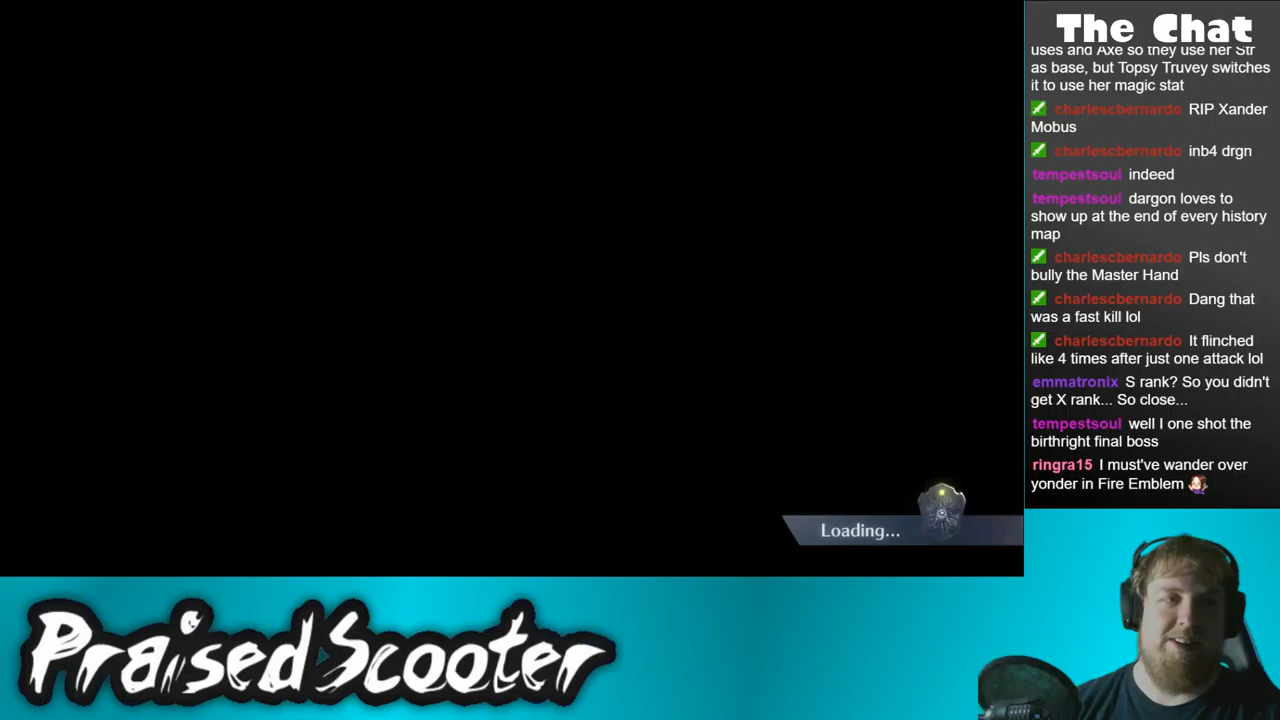 The Chat
uses and Axe so they use her Str
as base, but Topsy Truvey switches
it to use her magic stat
charlescbernardo RIP Xander
Mobus
charlescbernardo inb4 drgn
tempestsoul indeed
tempestsoul dargon loves to
show up at the end of every history
map
charlescbernardo Pls don't
bully the Master Hand
charlescbernardo Dang that
was a fast kill lol
charlescbernardo It flinched
like 4 times after just one attack lol
emmatronix S rank? So you didn't
get X rank... So close...
tempestsoul well I one shot the
birthright final boss
ringra15 I must've wander over
yonder in Fire Emblem
Loading...
PraisedScooter